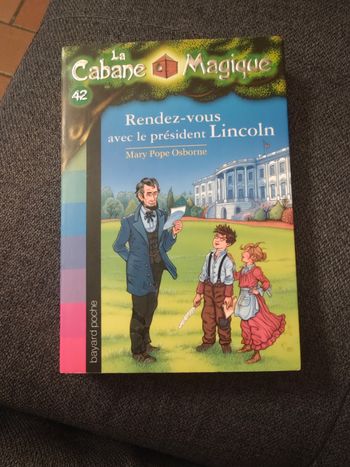 La
Cabane Magique
42
Rendez-vous
avec le président Lincoln
Mary Pope Osborne
bayard poche